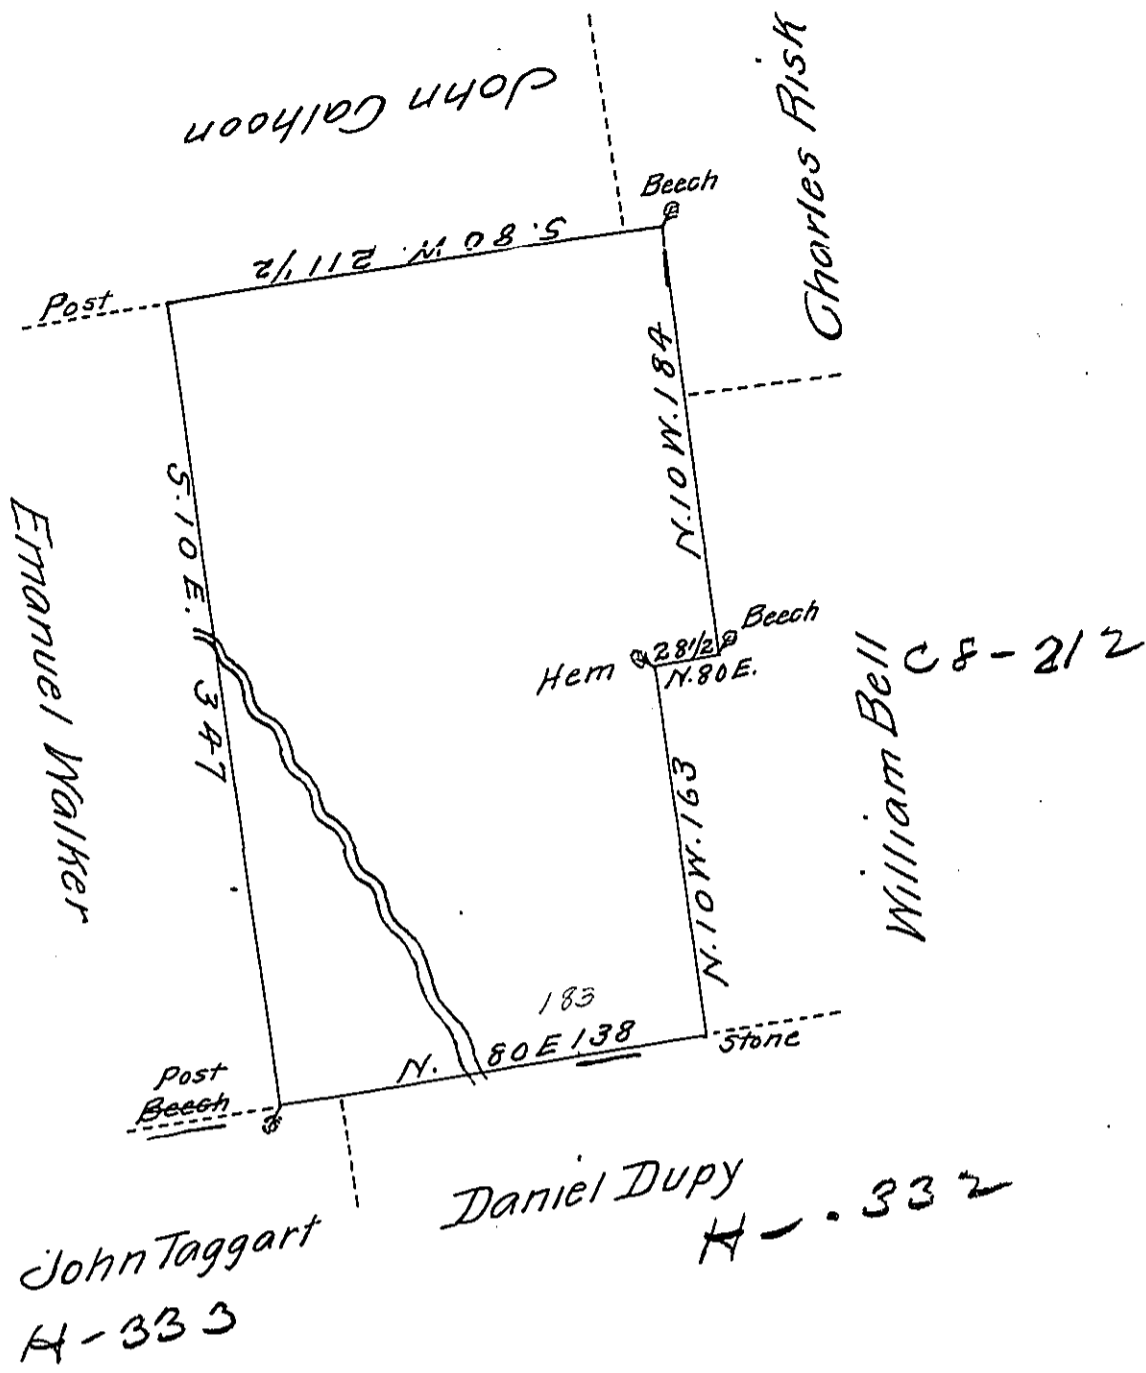 John Calhoon
Charles Risk
Beech
S. 80 W. 211 1/2
Post
N. 10 W. 184
S. 10 E. 347
Emanuel Walker
Beech
28 1/2
Hem
N. 80 E.
William Bell
C8-212
N. 10 W. 163
183
N. 80 E 138
Stone
Post
Beech
Daniel Dupy
H-.332
John Taggart
H-333